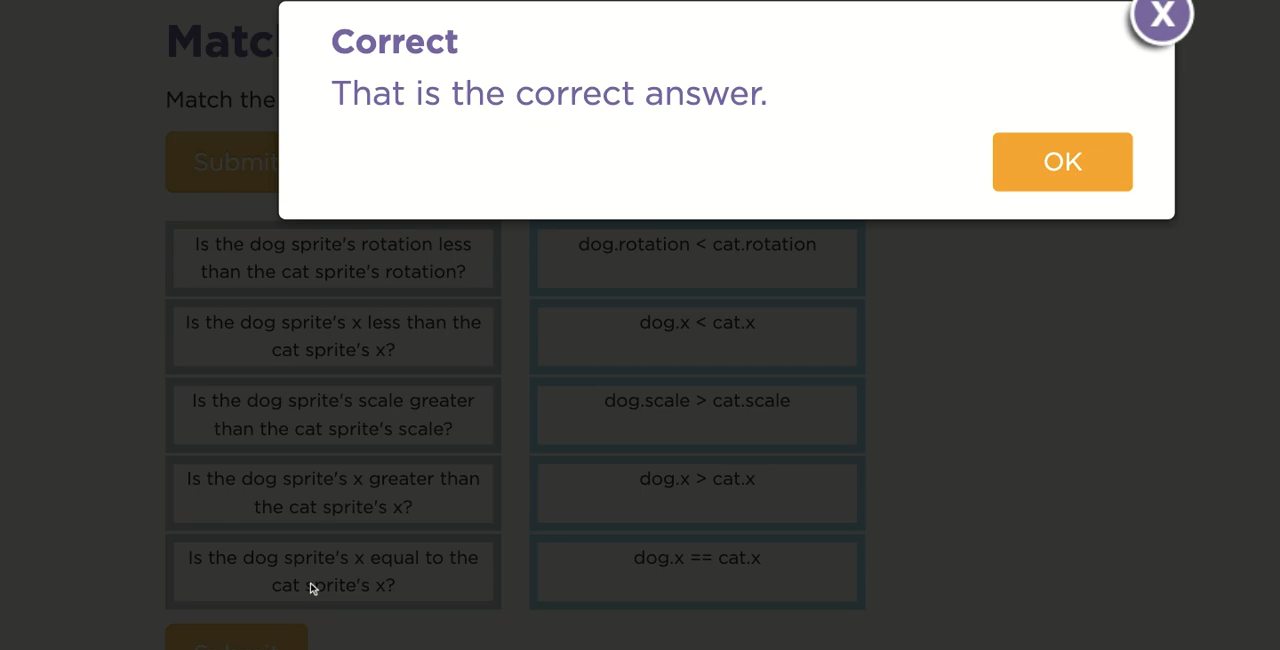 X
Correct
That is the correct answer.
OK
Matc
Match the
Submit
Is the dog sprite's rotation less
than the cat sprite's rotation?
dog.rotation < cat.rotation
Is the dog sprite's x less than the
cat sprite's x?
dog.x < cat.x
Is the dog sprite's scale greater
than the cat sprite's scale?
dog.scale > cat.scale
Is the dog sprite's x greater than
the cat sprite's x?
dog.x > cat.x
Is the dog sprite's x equal to the
cat sprite's x?
dog.x == cat.x
Submit